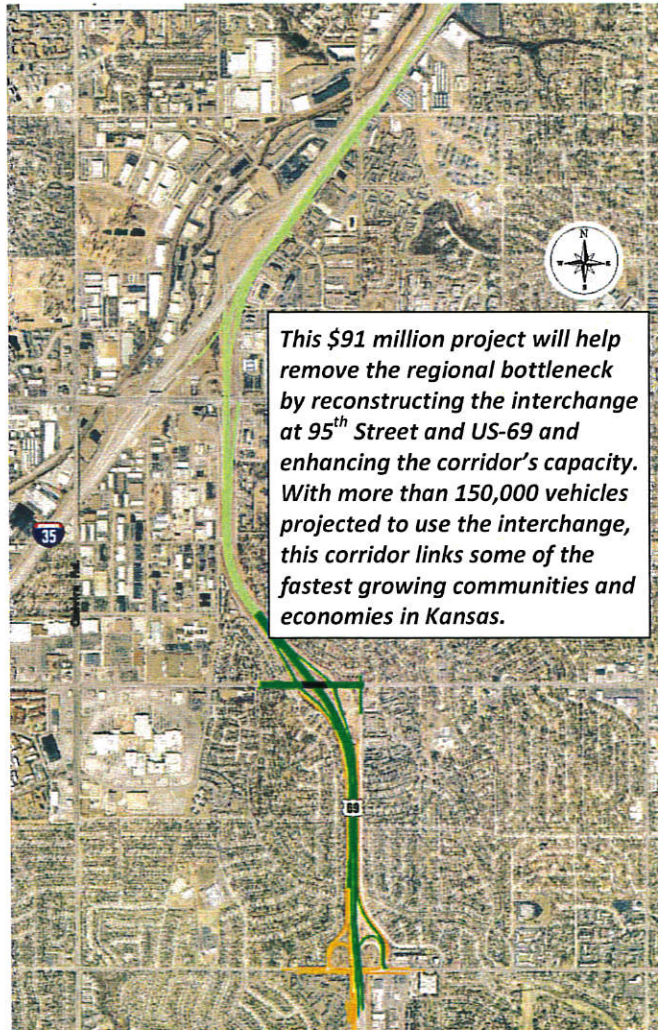 N
W E
S
This $91 million project will help
remove the regional bottleneck
by reconstructing the interchange
at 95th Street and US-69 and
enhancing the corridor's capacity.
With more than 150,000 vehicles
projected to use the interchange,
this corridor links some of the
fastest growing communities and
economies in Kansas.
35
69